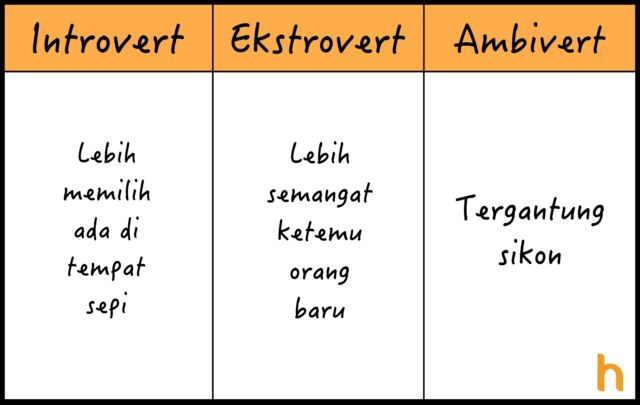 Introvert
Ekstrovert
Ambivert
Lebih
memilih
ada di
tempat
sepi
Lebih
semangat
ketemu
orang
baru
Tergantung
sikon
h